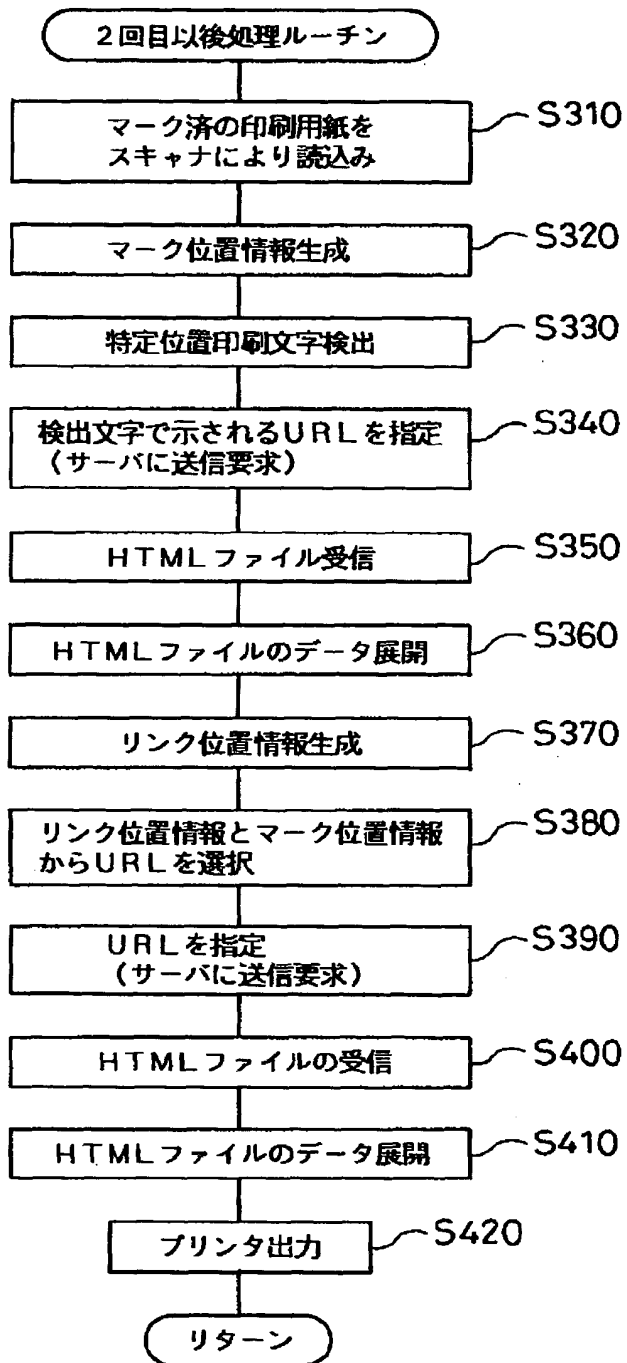 2回目以後処理ルーチン
マーク済の印刷用紙を
スキャナにより読込み
S310
マーク位置情報生成
S320
特定位置印刷文字検出
S330
検出文字で示されるURLを指定
(サーバに送信要求)
S340
HTMLファイル受信
S350
HTMLファイルのデータ展開
S360
リンク位置情報生成
S370
リンク位置情報とマーク位置情報
からURLを選択
S380
URLを指定
(サーバに送信要求)
S390
HTMLファイルの受信
S400
HTMLファイルのデータ展開
S410
プリンタ出力
S420
リターン